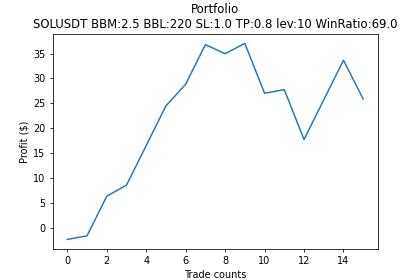 Portfolio
SOLUSDT BBM:2.5 BBL:220 SL:1.0 TP:0.8 lev:10 WinRatio:69.0
35
30
25
20
15
10
5
0
Profit ($)
0 2 4 6 8 10 12 14
Trade counts